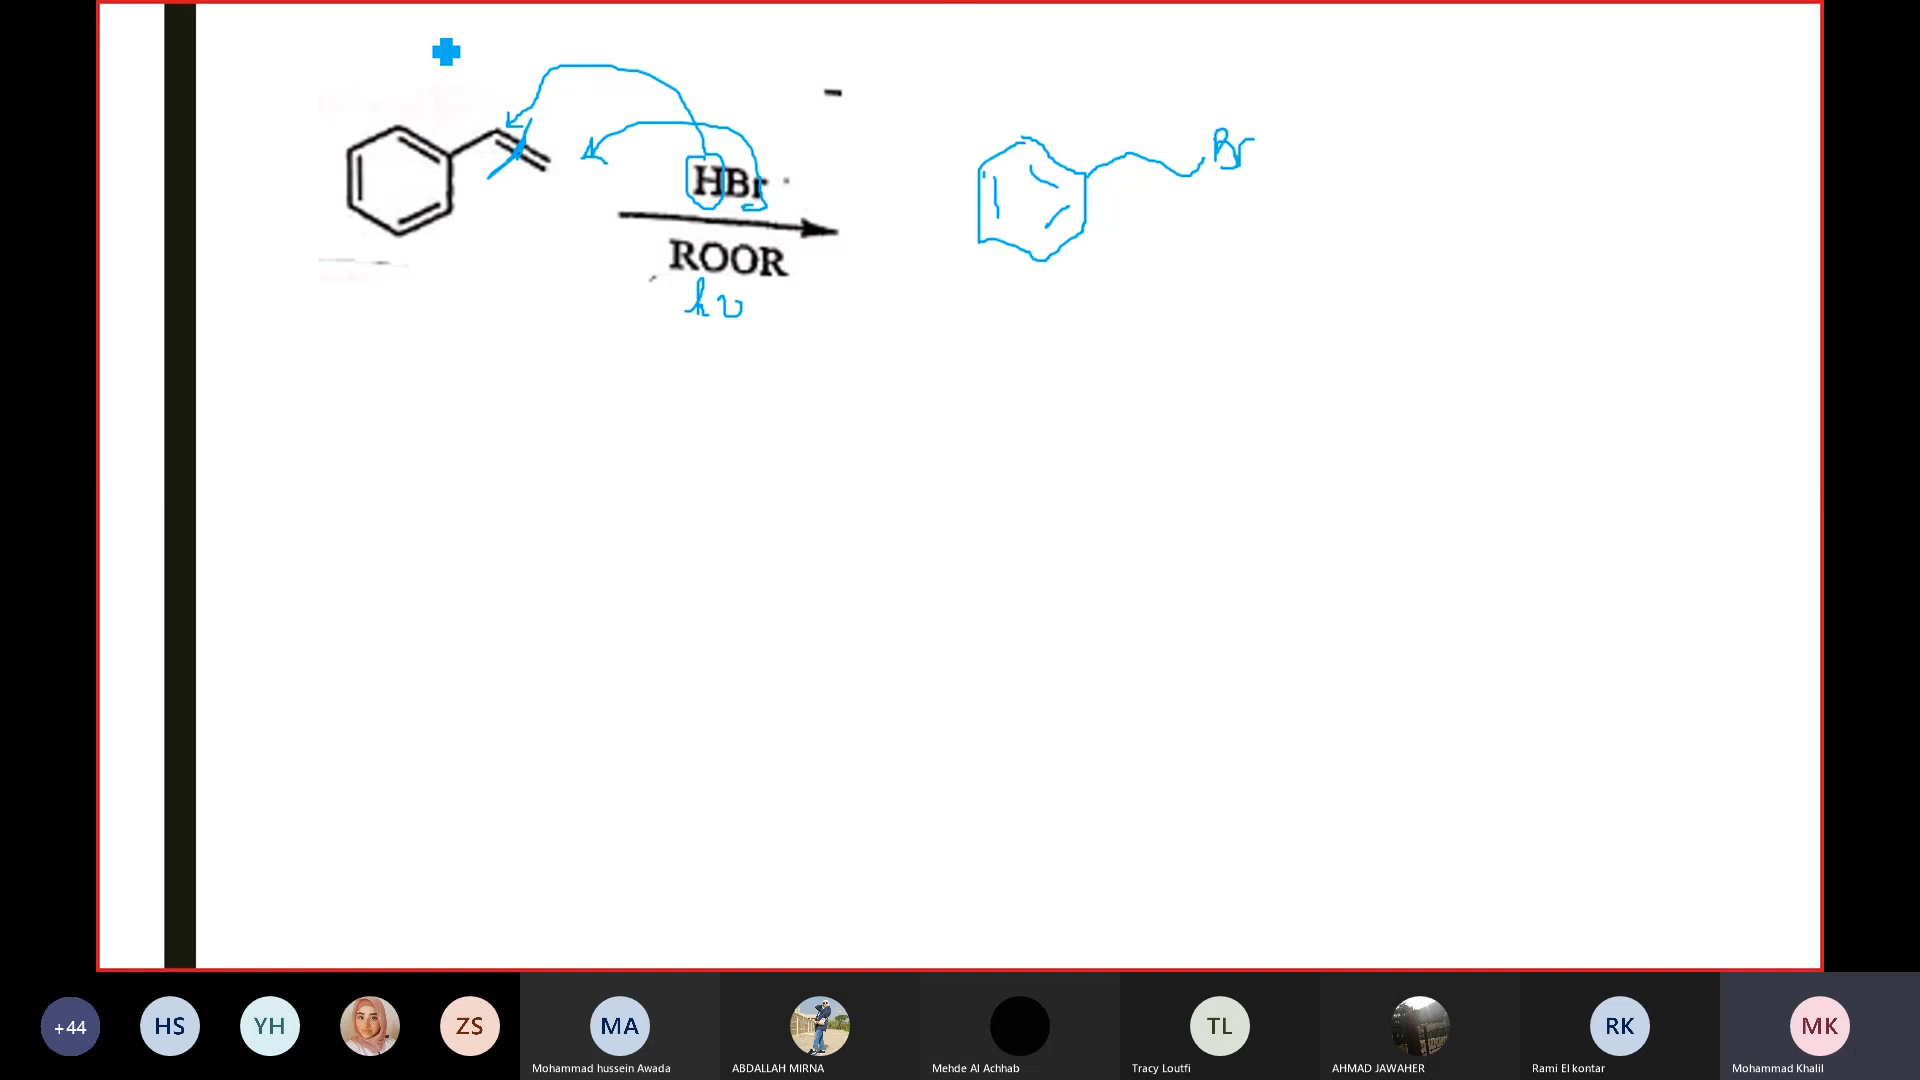 Br
HBr
ROOR
hν
+44
HS
YH
ZS
MA
TL
RK
MK
Mohammad hussein Awada
ABDALLAH MIRNA
Mehde Al Achhab
Tracy Loutfi
AHMAD JAWAHER
Rami El kontar
Mohammad Khalil